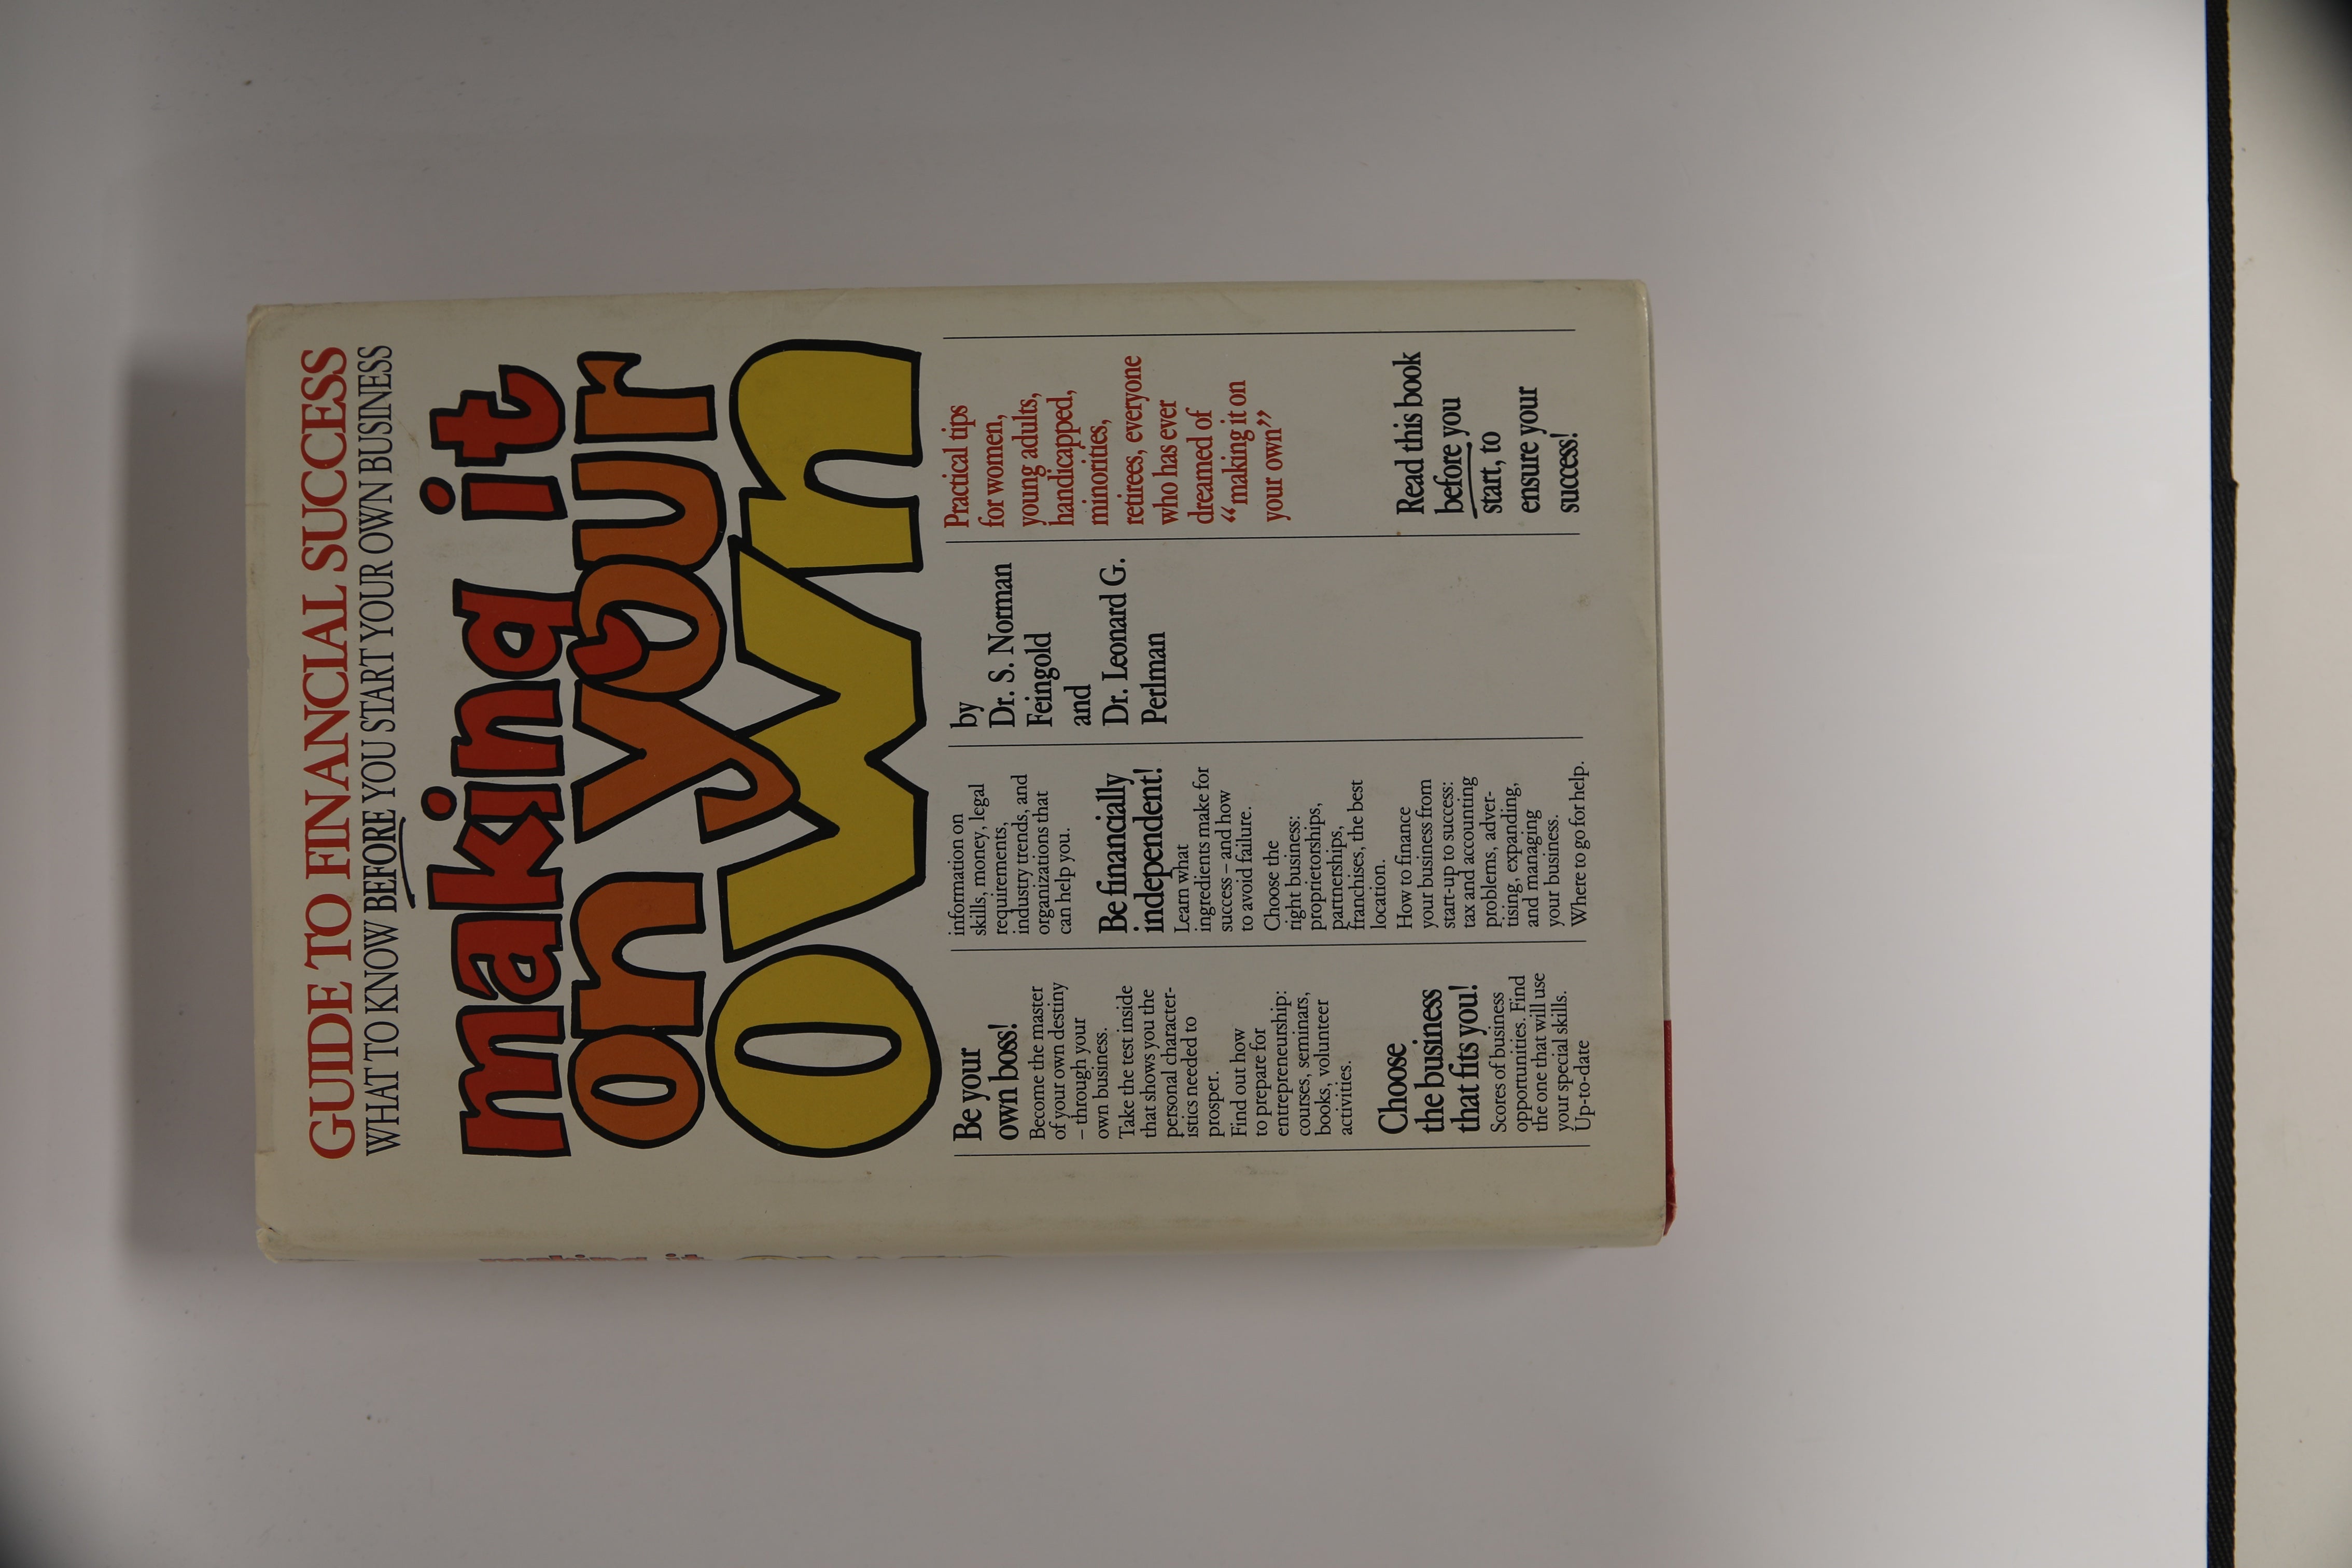 GUIDE TO FINANCIAL SUCCESS
WHAT TO KNOW BEFORE YOU START YOUR OWN BUSINESS
making it
on your
own
Be your
own boss!
Become the master
of your own destiny
– through your
own business.
Take the test inside
that shows you the
personal character-
istics needed to
prosper.
Find out how
to prepare for
entrepreneurship:
courses, seminars,
books, volunteer
activities.
Choose
the business
that fits you!
Scores of business
opportunities. Find
the one that will use
your special skills.
Up-to-date
information on
skills, money, legal
requirements,
industry trends, and
organizations that
can help you.
Be financially
independent!
Learn what
ingredients make for
success – and how
to avoid failure.
Choose the
right business:
proprietorships,
partnerships,
franchises, the best
location.
How to finance
your business from
start-up to success:
tax and accounting
problems, adver-
tising, expanding,
and managing
your business.
Where to go for help.
by
Dr. S. Norman
Feingold
and
Dr. Leonard G.
Perlman
Practical tips
for women,
young adults,
handicapped,
minorities,
retirees, everyone
who has ever
dreamed of
“making it on
your own”
Read this book
before you
start, to
ensure your
success!
making it